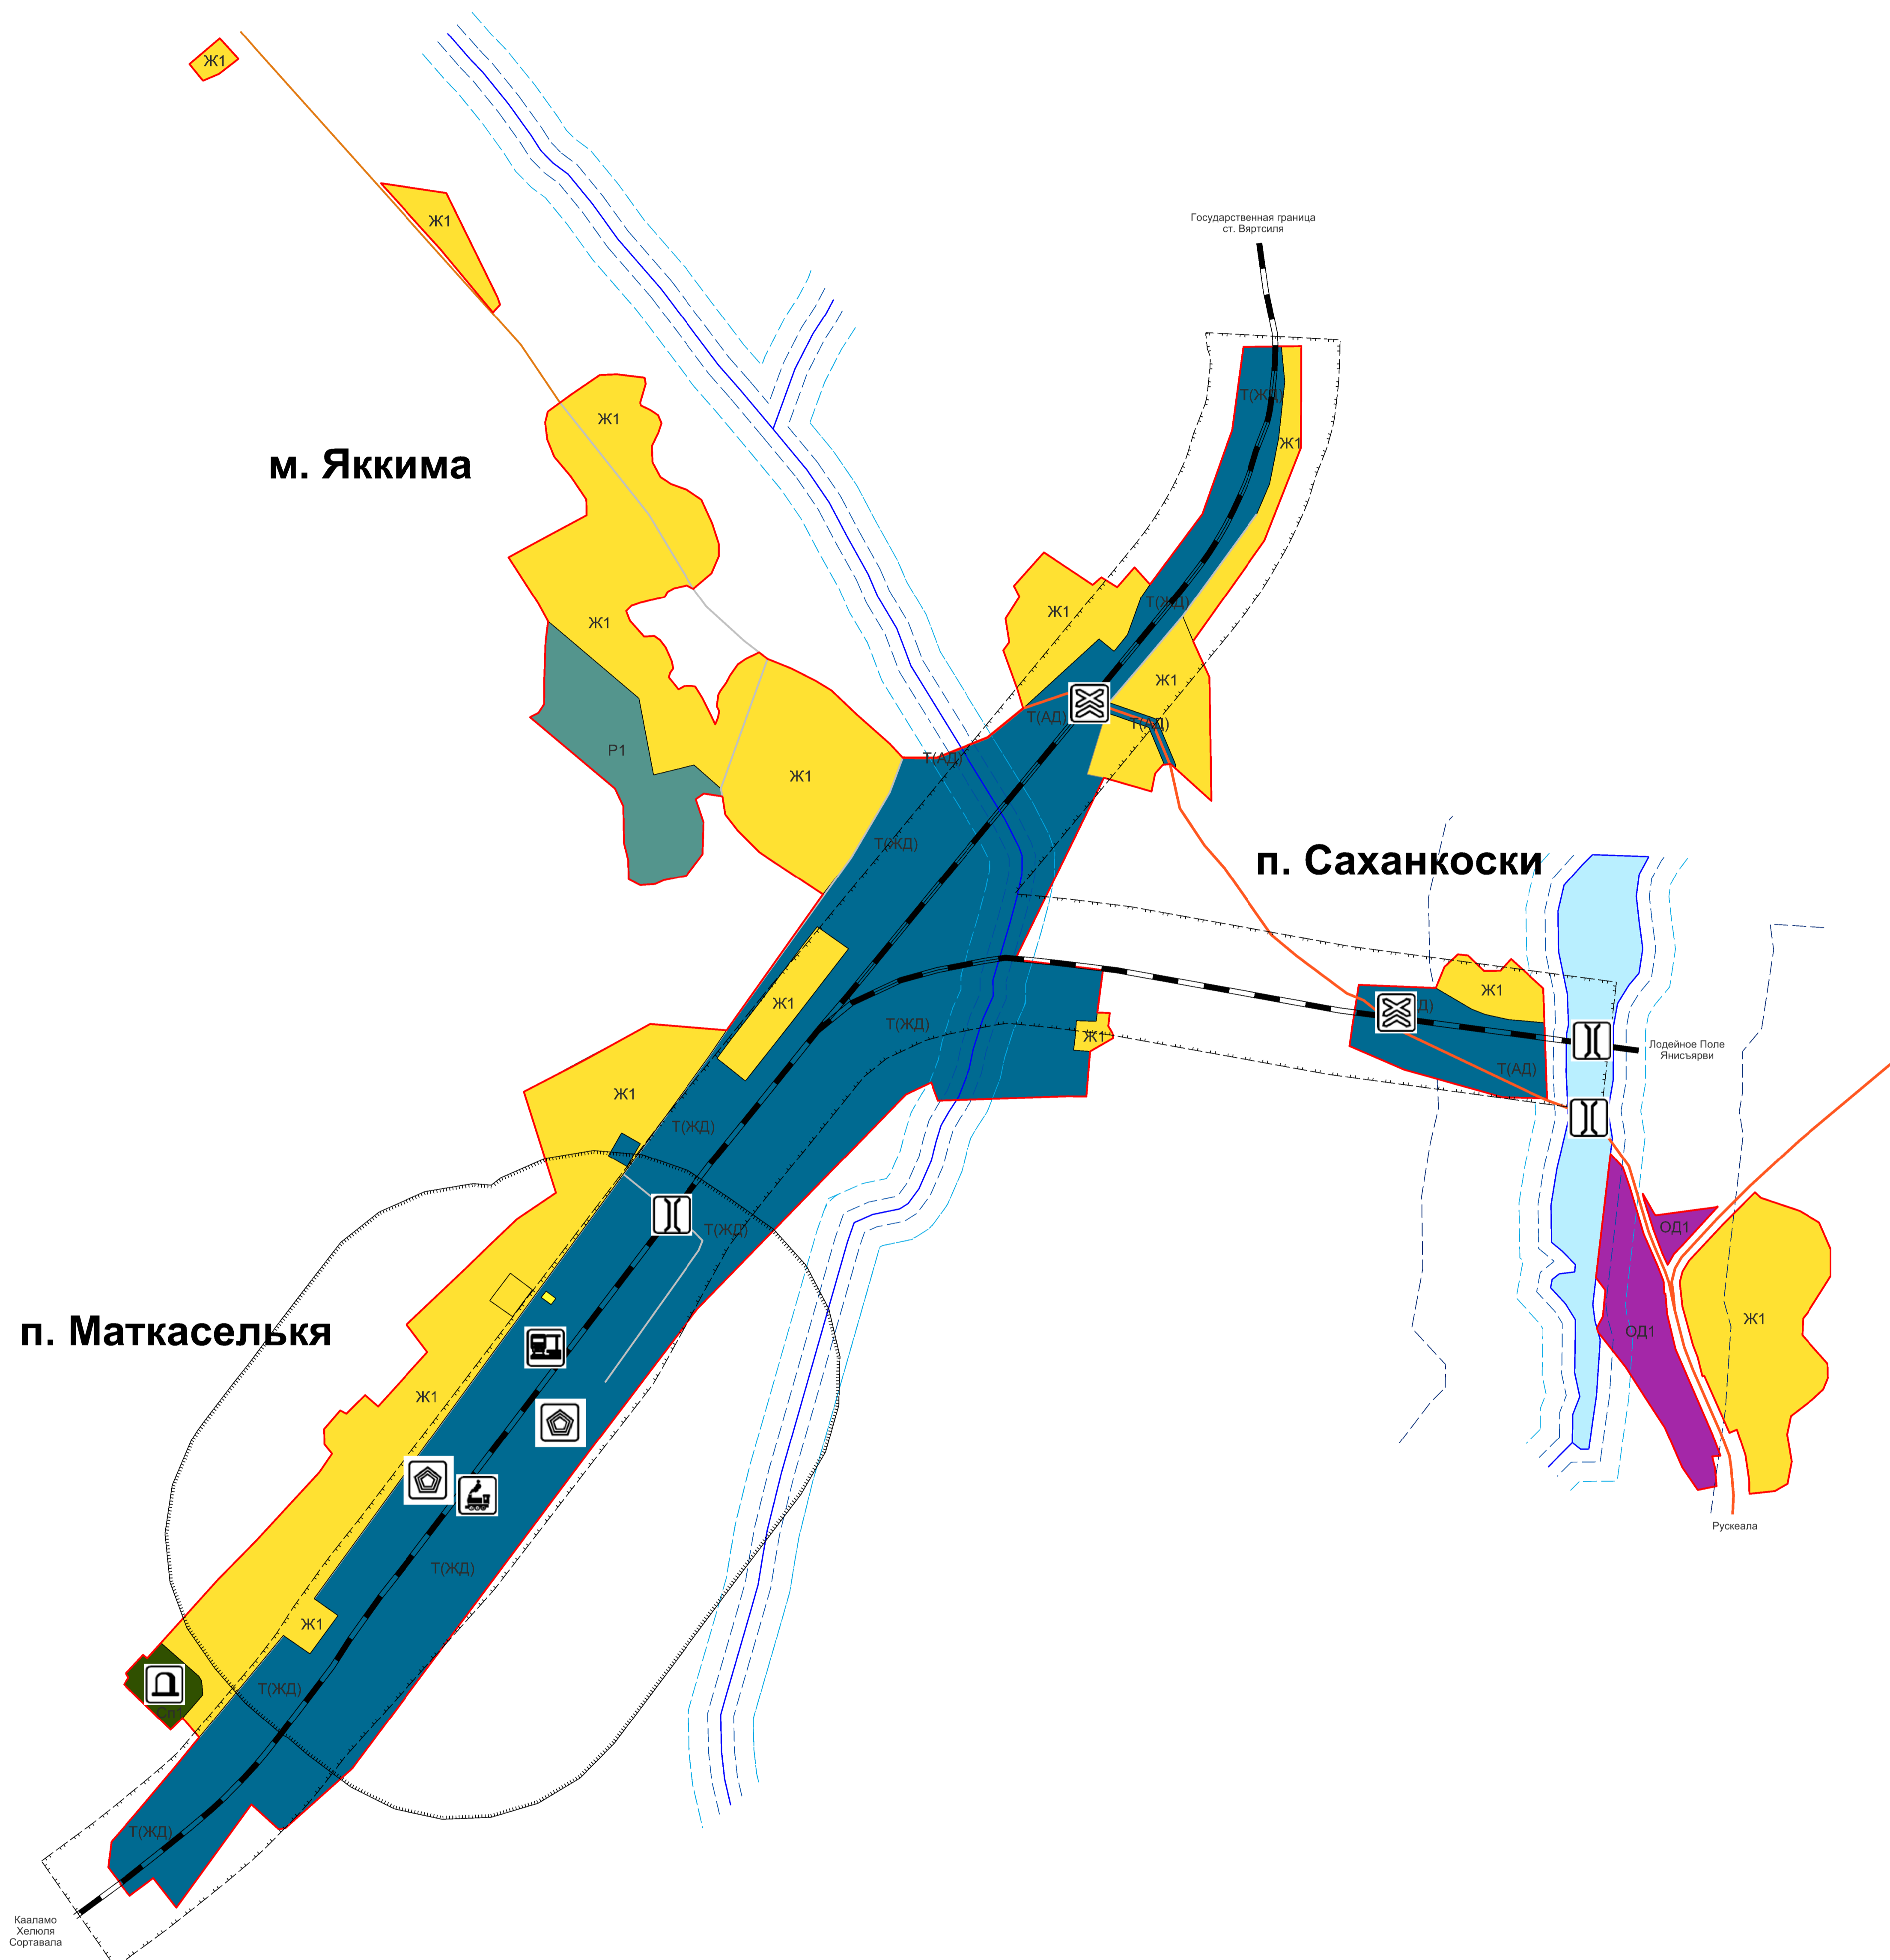 Ж1
Ж1
Государственная граница
ст. Вяртсиля
Т(ЖД)
Ж1
Ж1
м. Яккима
Т(ЖД)
Ж1
Ж1
Ж1
Т(АД)
Т(АД)
Р1
Т(АД)
Ж1
Т(ЖД)
п. Саханкоски
Ж1
Ж1
Д)
Т(ЖД)
Ж1
Лодейное Поле
Янисъярви
Т(АД)
Ж1
Т(ЖД)
ОД1
Т(ЖД)
п. Маткаселькя
Ж1
ОД1
Ж1
Рускеала
Т(ЖД)
Ж1
Т(ЖД)
Сп1
Т(ЖД)
Кааламо
Хелюля
Сортавала